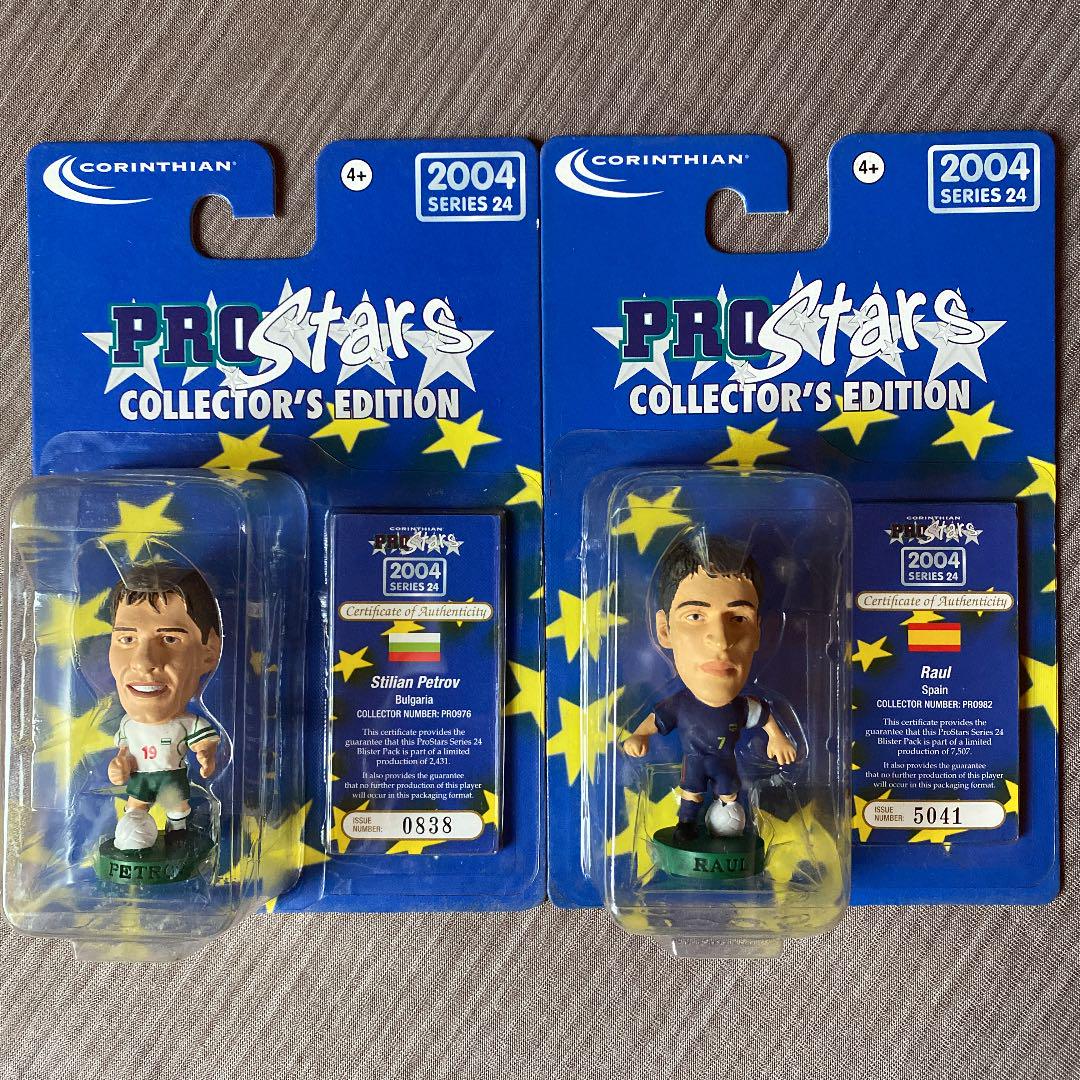 CORINTHIAN®
4+
2004
SERIES 24
PROStars
COLLECTOR'S EDITION
CORINTHIAN
PROStars
2004
SERIES 24
Certificate of Authenticity
Stilian Petrov
Bulgaria
COLLECTOR NUMBER: PRO976
This certificate provides the
guarantee that this ProStars Series 24
Blister Pack is part of a limited
production of 2,431.
It also provides the guarantee
that no further production of this player
will occur in this packaging format.
ISSUE
NUMBER: 0838
19
PETROV
CORINTHIAN®
4+
2004
SERIES 24
PROStars
COLLECTOR'S EDITION
CORINTHIAN
PROStars
2004
SERIES 24
Certificate of Authenticity
Raul
Spain
COLLECTOR NUMBER: PRO982
This certificate provides the
guarantee that this ProStars Series 24
Blister Pack is part of a limited
production of 7,507.
It also provides the guarantee
that no further production of this player
will occur in this packaging format.
ISSUE
NUMBER: 5041
7
RAUL